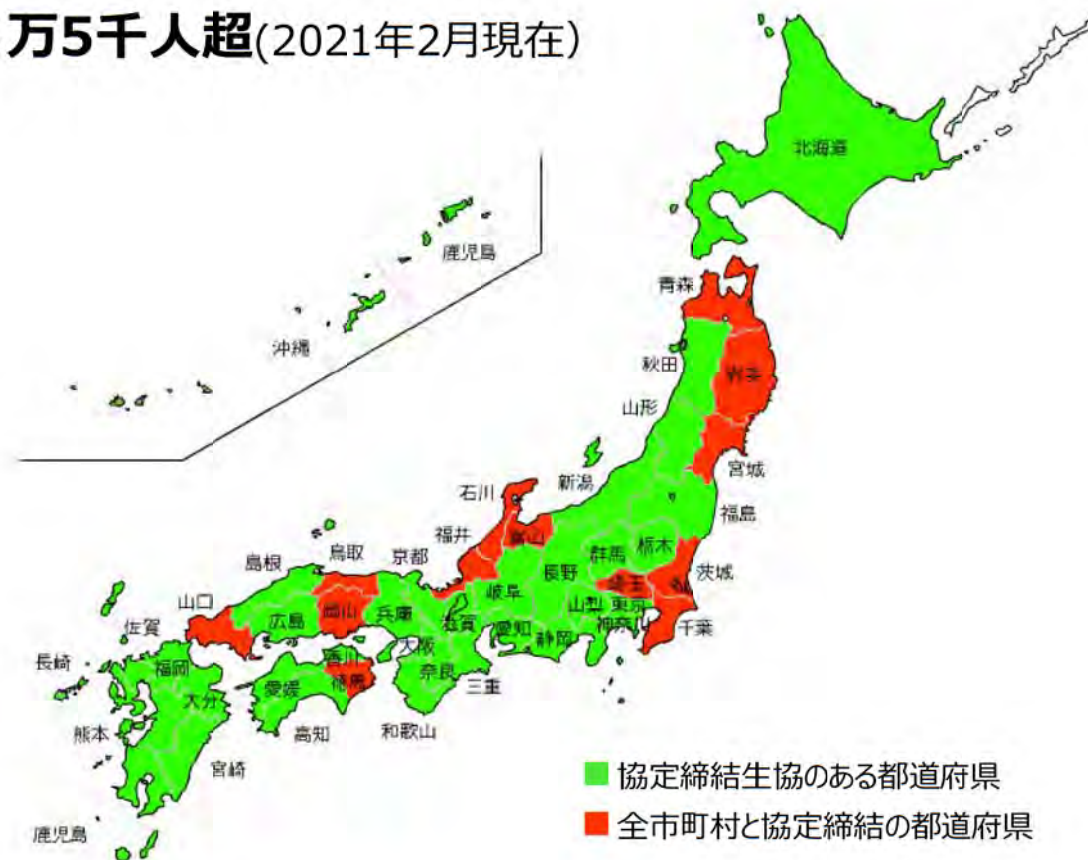 万5千人超(2021年2月現在)
北海道
鹿児島
沖縄
青森
秋田
岩手
山形
宮城
新潟
石川
福島
福井
富山
群馬
栃木
茨城
島根
鳥取
京都
長野
埼玉
岐阜
山口
広島
岡山
兵庫
滋賀
愛知
静岡
山梨
東京
神奈川
千葉
佐賀
長崎
福岡
大分
香川
愛媛
徳島
大阪
奈良
三重
熊本
高知
和歌山
宮崎
鹿児島
協定締結生協のある都道府県
全市町村と協定締結の都道府県